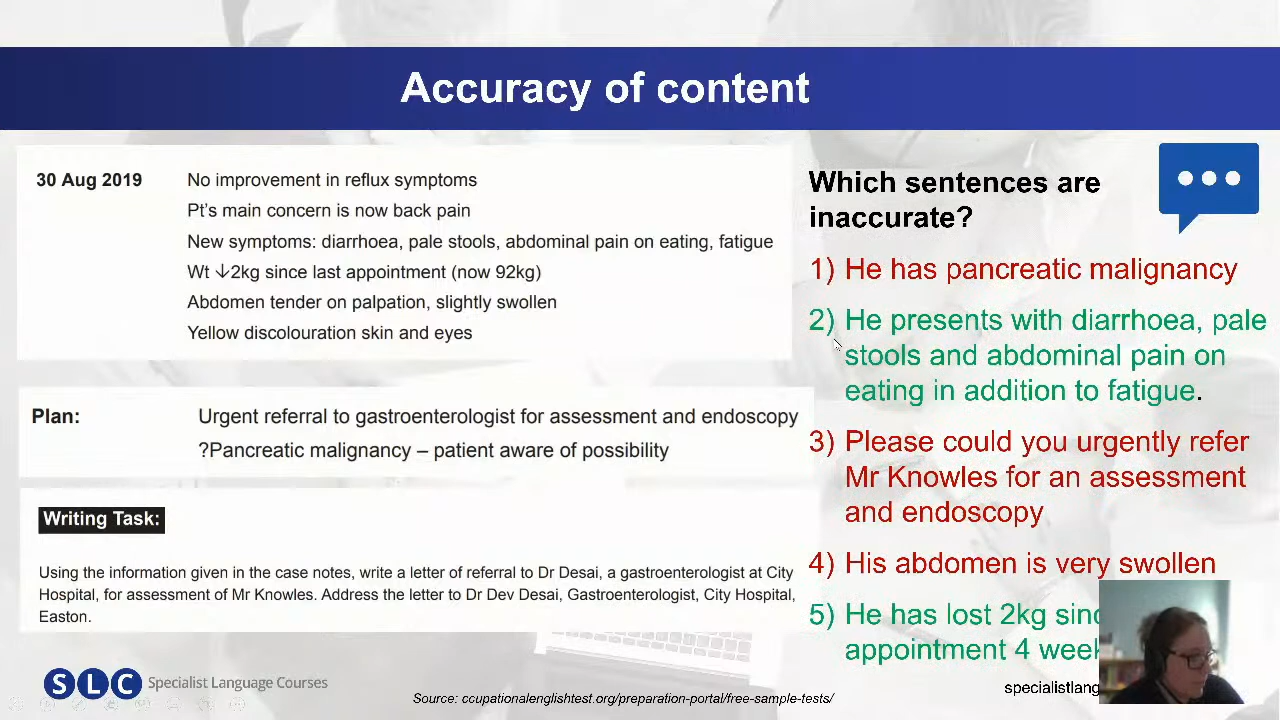 Accuracy of content
30 Aug 2019 No improvement in reflux symptoms
Pt's main concern is now back pain
New symptoms: diarrhoea, pale stools, abdominal pain on eating, fatigue
Wt ↓2kg since last appointment (now 92kg)
Abdomen tender on palpation, slightly swollen
Yellow discolouration skin and eyes
Plan: Urgent referral to gastroenterologist for assessment and endoscopy
?Pancreatic malignancy – patient aware of possibility
Writing Task:
Using the information given in the case notes, write a letter of referral to Dr Desai, a gastroenterologist at City
Hospital, for assessment of Mr Knowles. Address the letter to Dr Dev Desai, Gastroenterologist, City Hospital,
Easton.
Which sentences are
inaccurate?
1) He has pancreatic malignancy
2) He presents with diarrhoea, pale
stools and abdominal pain on
eating in addition to fatigue.
3) Please could you urgently refer
Mr Knowles for an assessment
and endoscopy
4) His abdomen is very swollen
5) He has lost 2kg
appointment 4
SLC Specialist Language Courses
Source: ccupationalenglishtest.org/preparation-portal/free-sample-tests/